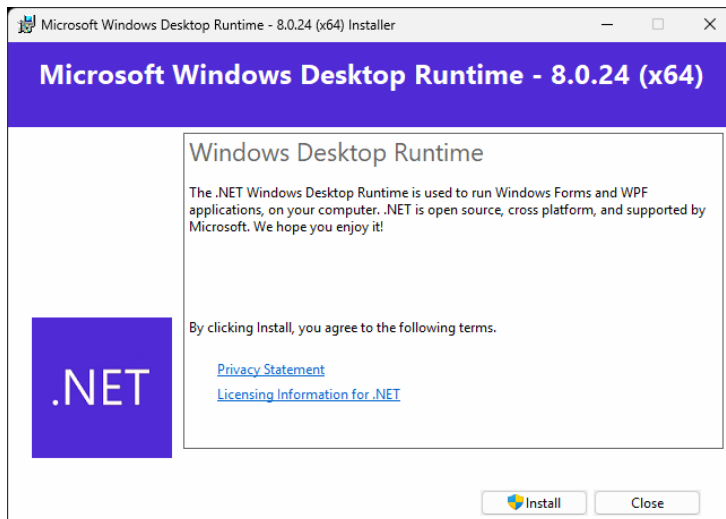 Microsoft Windows Desktop Runtime - 8.0.24 (x64) Installer
Microsoft Windows Desktop Runtime - 8.0.24 (x64)
Windows Desktop Runtime
The .NET Windows Desktop Runtime is used to run Windows Forms and WPF
applications, on your computer. .NET is open source, cross platform, and supported by
Microsoft. We hope you enjoy it!
By clicking Install, you agree to the following terms.
Privacy Statement
Licensing Information for .NET
.NET
Install
Close